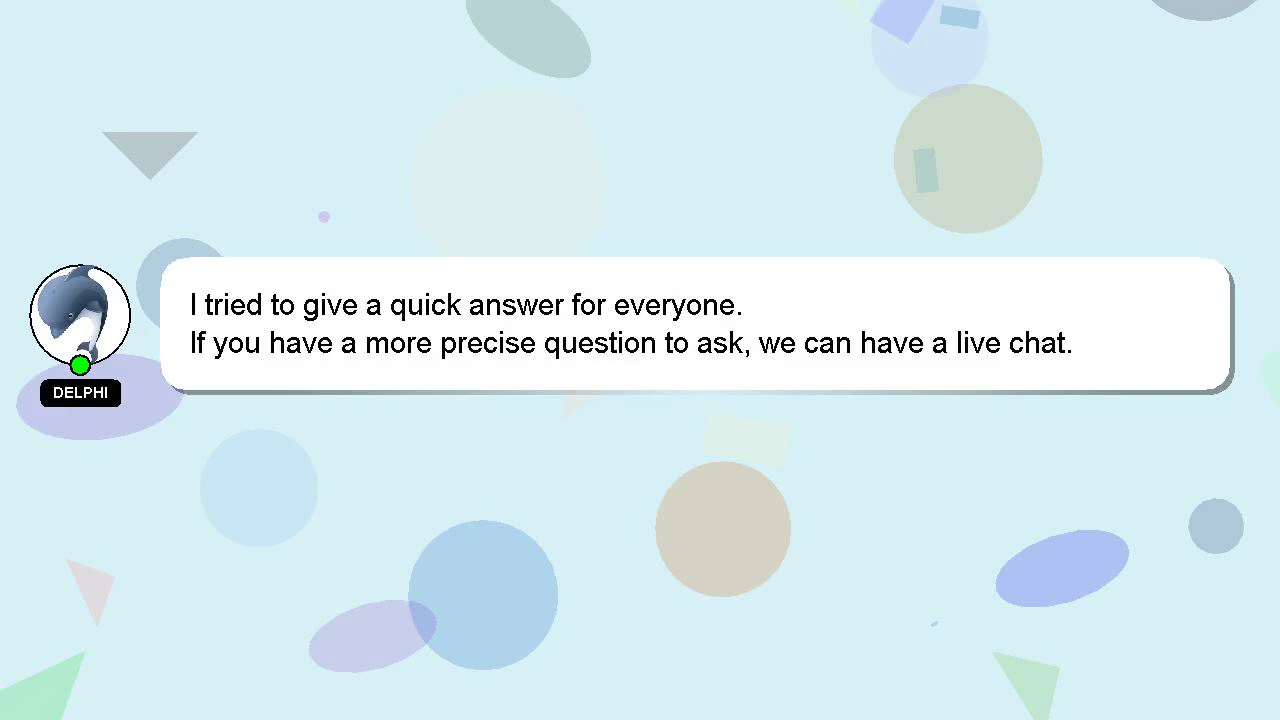 I tried to give a quick answer for everyone.
If you have a more precise question to ask, we can have a live chat.
DELPHI